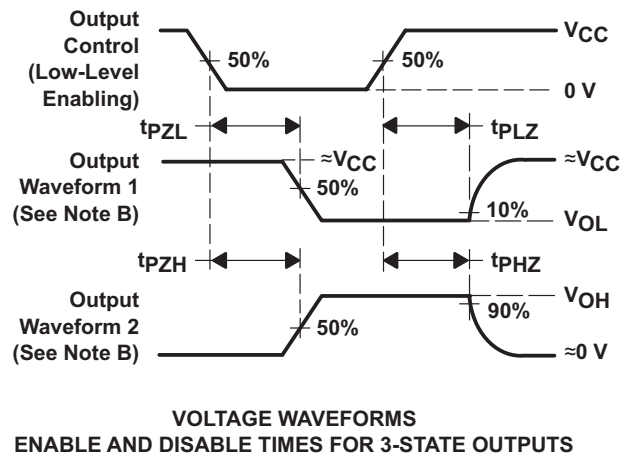 Output
Control
(Low-Level
Enabling)
50%
50%
VCC
0 V
tPZL
tPLZ
Output
Waveform 1
(See Note B)
≈VCC
50%
≈VCC
10%
VOL
tPZH
tPHZ
Output
Waveform 2
(See Note B)
50%
VOH
90%
≈0 V
VOLTAGE WAVEFORMS
ENABLE AND DISABLE TIMES FOR 3-STATE OUTPUTS